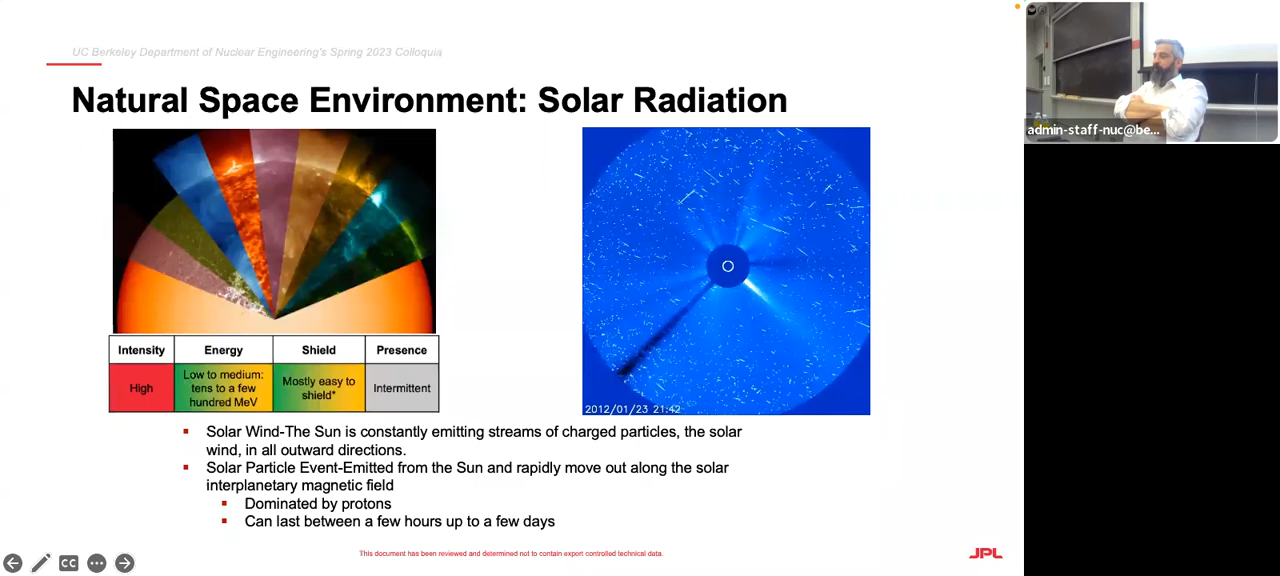 UC Berkeley Department of Nuclear Engineering's Spring 2023 Colloquia
Natural Space Environment: Solar Radiation
admin-staff-nuc@be...
Intensity Energy Shield Presence
High
Low to medium:
tens to a few
hundred MeV
Mostly easy to
shield*
Intermittent
2012/01/23 21:42
Solar Wind-The Sun is constantly emitting streams of charged particles, the solar
wind, in all outward directions.
Solar Particle Event-Emitted from the Sun and rapidly move out along the solar
interplanetary magnetic field
Dominated by protons
Can last between a few hours up to a few days
This document has been reviewed and determined not to contain export controlled technical data.
JPL
CC